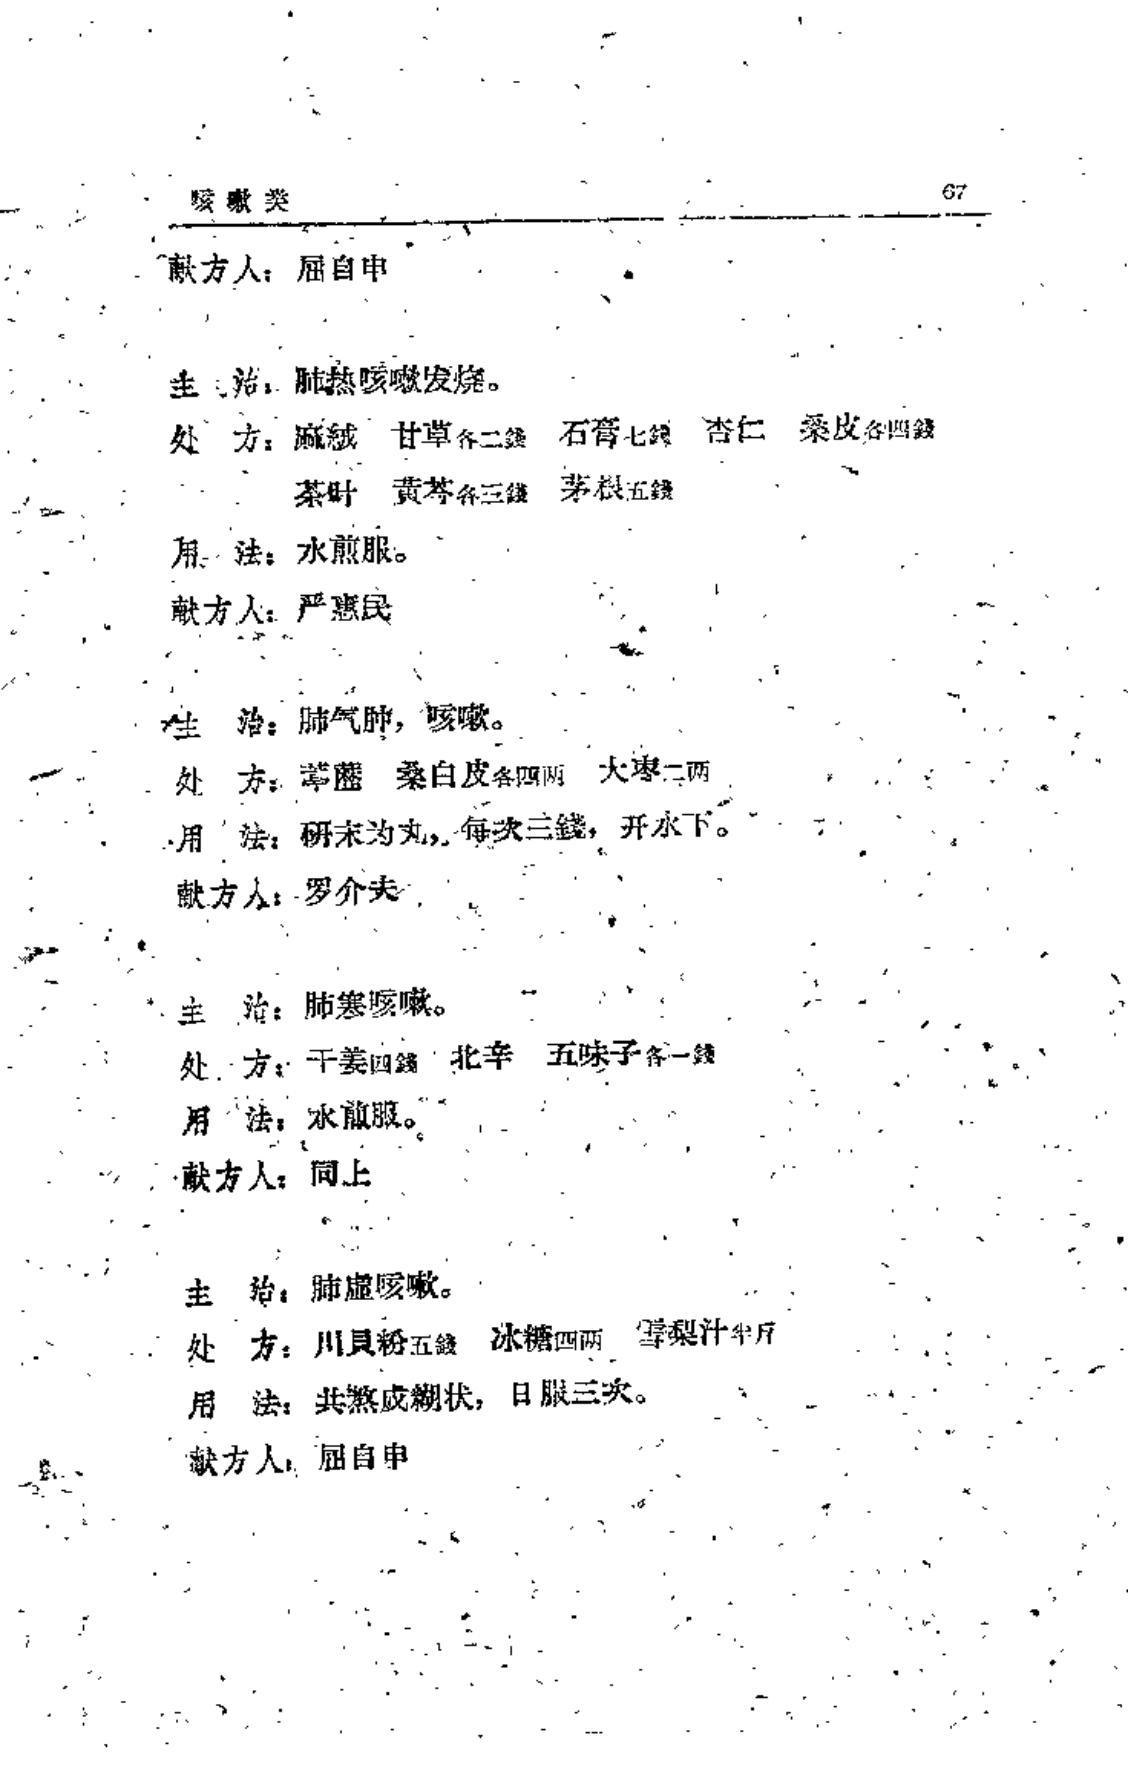 咳嗽类 67
献方人：屈自申
主 治：肺热咳嗽发烧。
处 方：麻絨 甘草各二錢 石膏七錢 杏仁 桑皮各四錢
茶叶 黄芩各三錢 茅根五錢
用 法：水煎服。
献方人：严惠民
主 治：肺气肿，咳嗽。
处 方：葶藶 桑白皮各四两 大枣二两
用 法：研末为丸，每次三錢，开水下。
献方人：罗介夫
主 治：肺寒咳嗽。
处 方：干姜四錢 北辛 五味子各一錢
用 法：水煎服。
献方人：同上
主 治：肺虚咳嗽。
处 方：川貝粉五錢 冰糖四两 雪梨汁半斤
用 法：共熬成糊状，日服三次。
献方人：屈自申